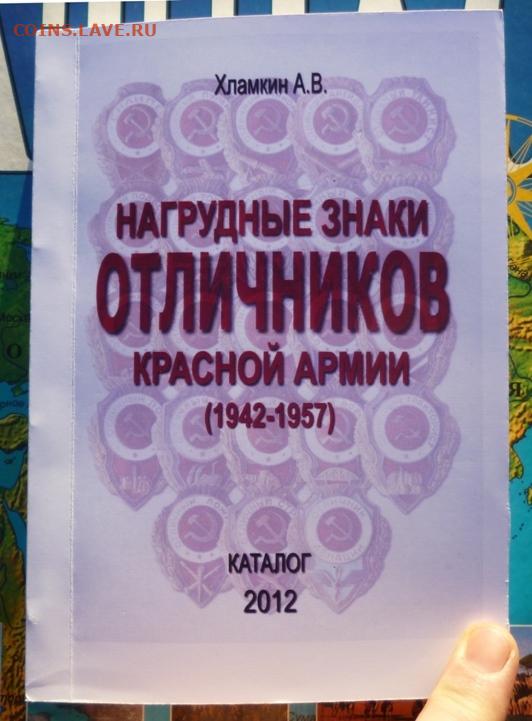 COINS.LAVE.RU
Хламкин А.В.
НАГРУДНЫЕ ЗНАКИ
ОТЛИЧНИКОВ
КРАСНОЙ АРМИИ
(1942-1957)
КАТАЛОГ
2012